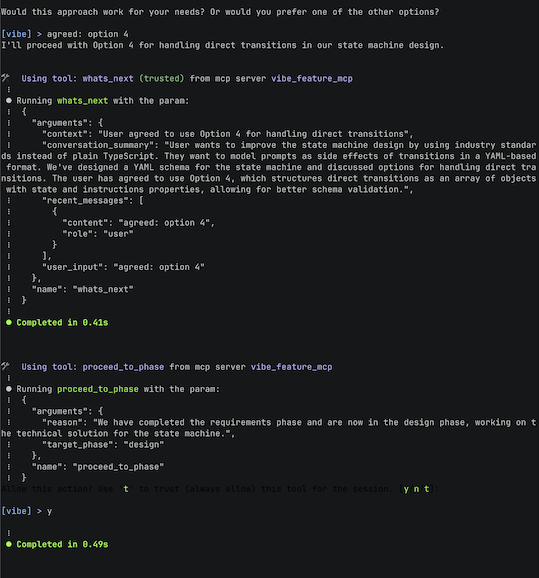 Would this approach work for your needs? Or would you prefer one of the other options?
[vibe] > agreed: option 4
I'll proceed with Option 4 for handling direct transitions in our state machine design.
🛠 Using tool: whats_next (trusted) from mcp server vibe_feature_mcp
⋮
● Running whats_next with the param:
⋮ {
⋮ "arguments": {
⋮ "context": "User agreed to use Option 4 for handling direct transitions",
⋮ "conversation_summary": "User wants to improve the state machine design by using industry standar
ds instead of plain TypeScript. They want to model prompts as side effects of transitions in a YAML-based
format. We've designed a YAML schema for the state machine and discussed options for handling direct tra
nsitions. The user has agreed to use Option 4, which structures direct transitions as an array of objects
with state and instructions properties, allowing for better schema validation.",
⋮ "recent_messages": [
⋮ {
⋮ "content": "agreed: option 4",
⋮ "role": "user"
⋮ }
⋮ ],
⋮ "user_input": "agreed: option 4"
⋮ },
⋮ "name": "whats_next"
⋮ }
⋮
● Completed in 0.41s
🛠 Using tool: proceed_to_phase from mcp server vibe_feature_mcp
⋮
● Running proceed_to_phase with the param:
⋮ {
⋮ "arguments": {
⋮ "reason": "We have completed the requirements phase and are now in the design phase, working on t
he technical solution for the state machine.",
⋮ "target_phase": "design"
⋮ },
⋮ "name": "proceed_to_phase"
⋮ }
Allow this action? Use 't' to trust (always allow) this tool for the session. [y/n/t]:
[vibe] > y
⋮
● Completed in 0.49s